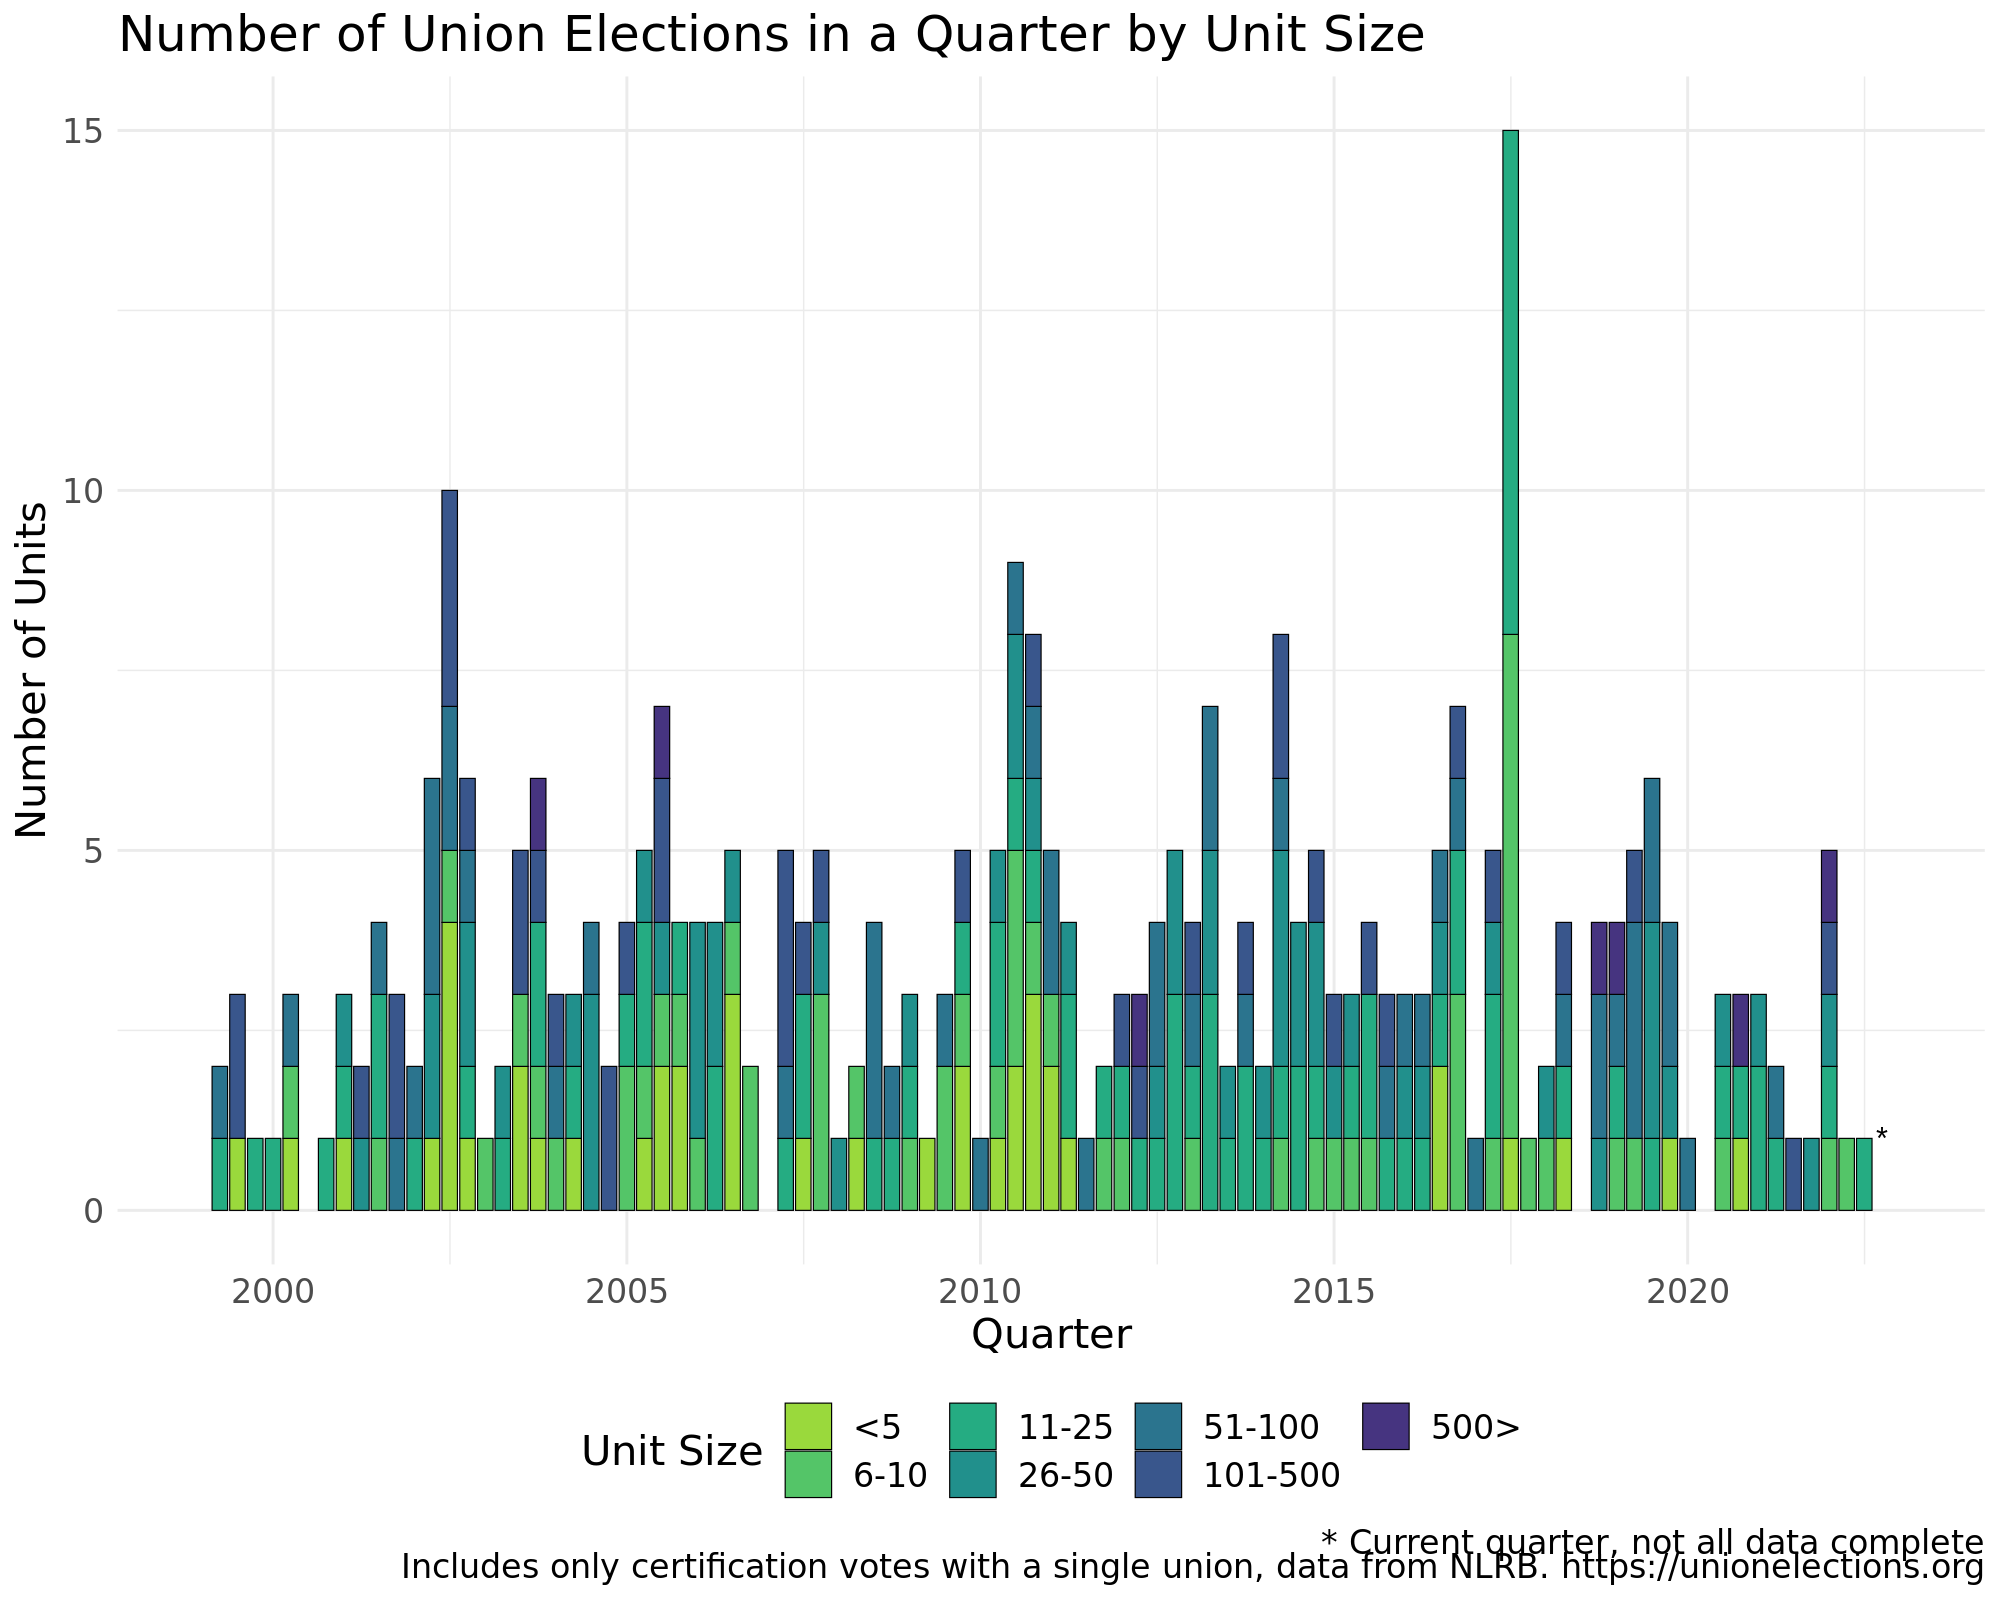 Number of Union Elections in a Quarter by Unit Size
15
10
5
0
Number of Units
2000 2005 2010 2015 2020
*
Quarter
Unit Size
<5 11-25 51-100 500>
6-10 26-50 101-500
* Current quarter, not all data complete
Includes only certification votes with a single union, data from NLRB. https://unionelections.org